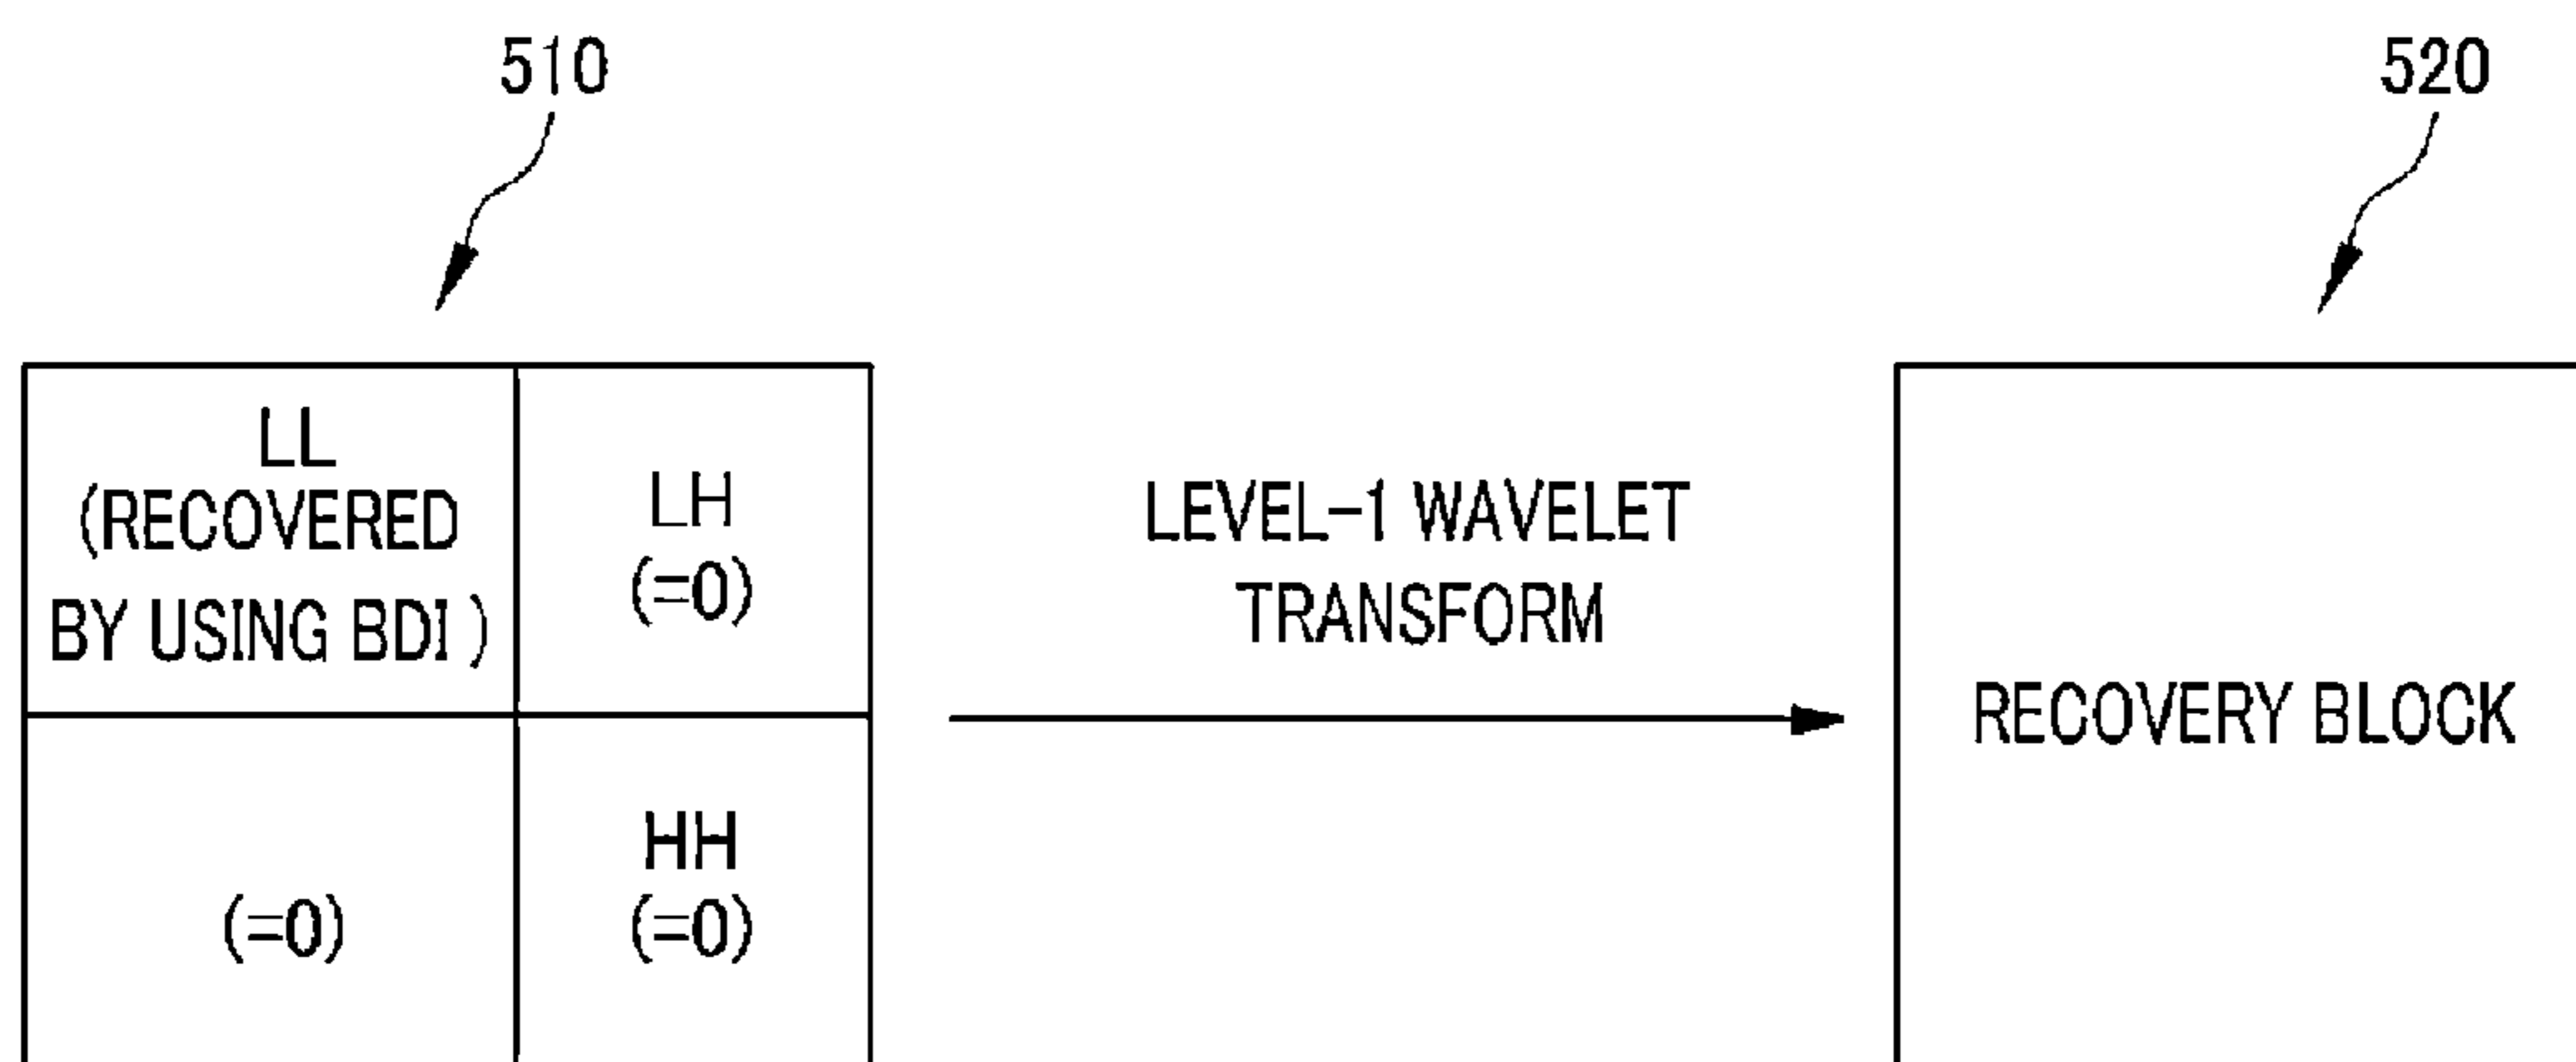 510
520
LL
(RECOVERED
BY USING BDI )
LH
(=0)
LEVEL-1 WAVELET
TRANSFORM
RECOVERY BLOCK
(=0)
HH
(=0)